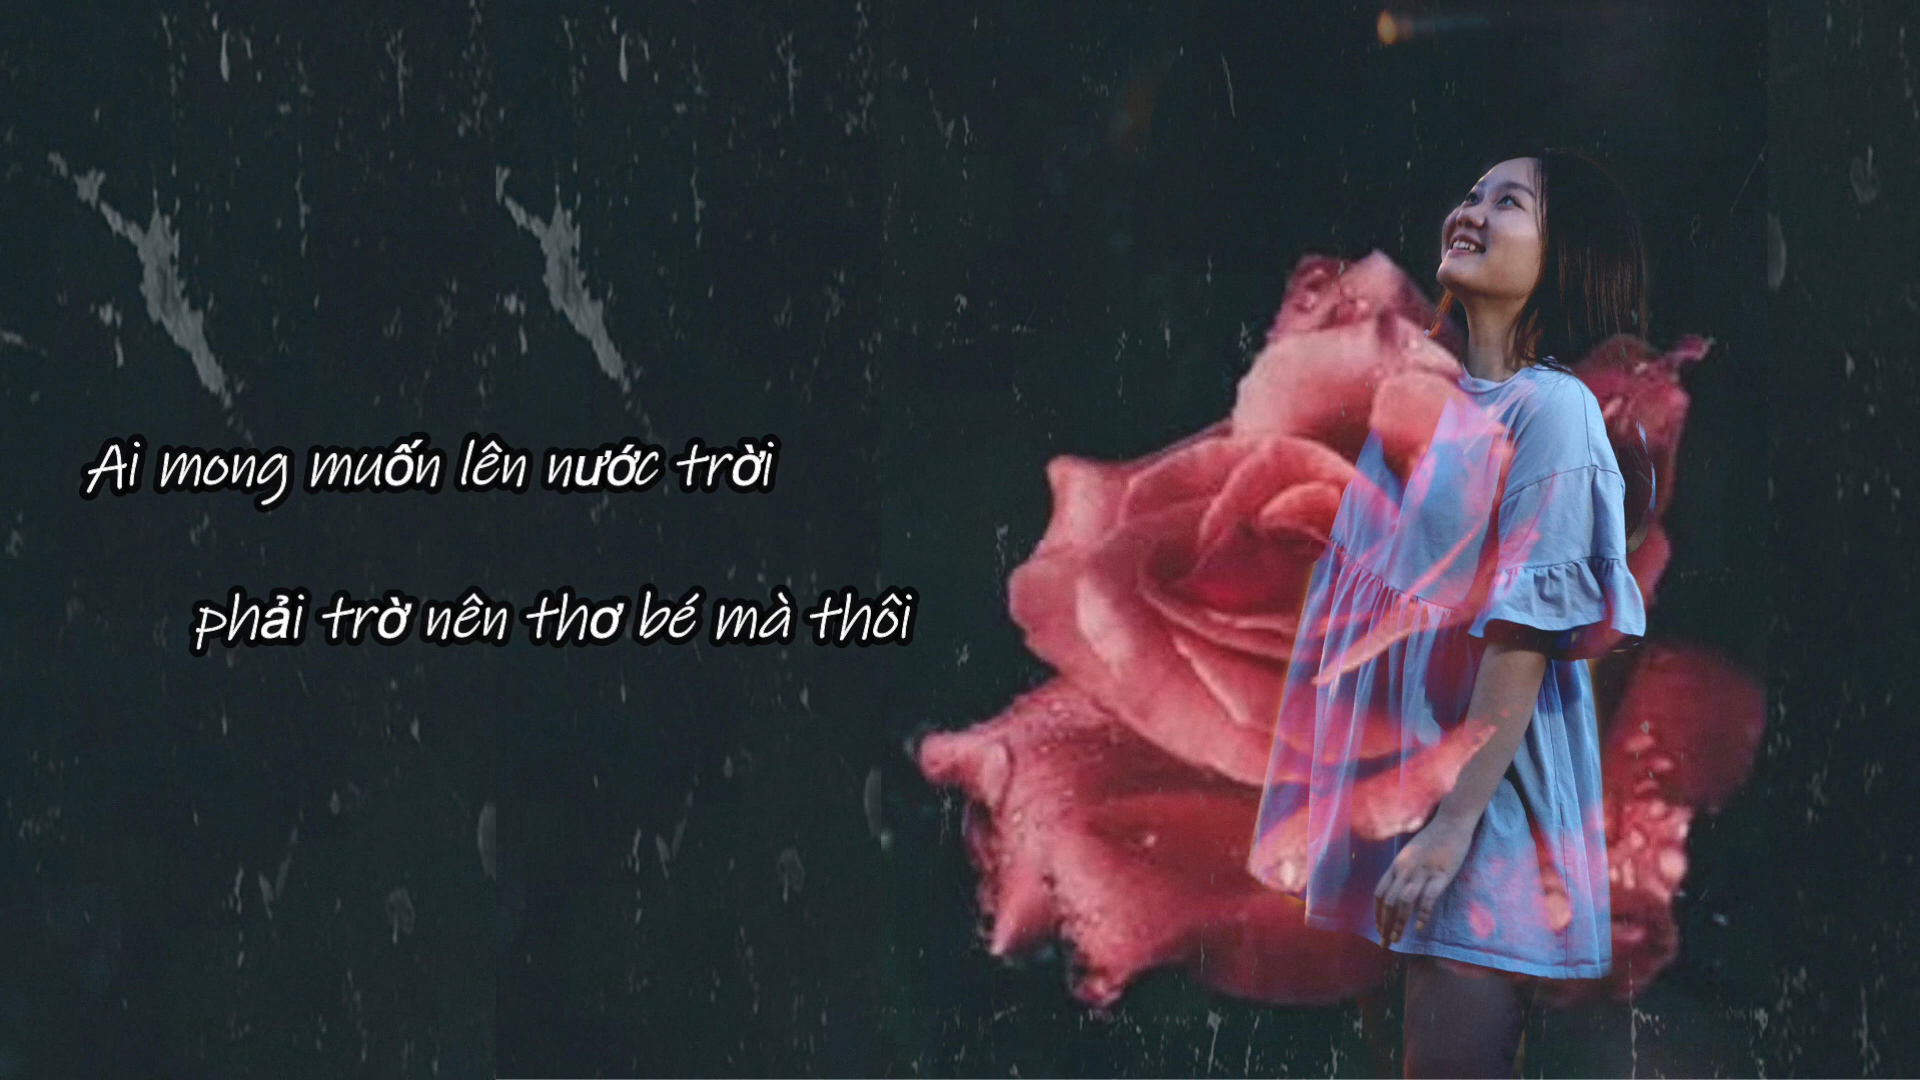 Ai mong muốn lên nước trời
phải trờ nên thơ bé mà thôi